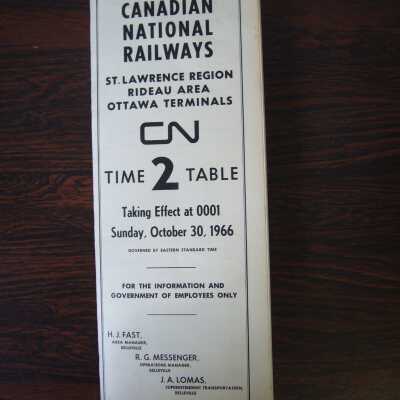 CANADIAN
NATIONAL
RAILWAYS
ST. LAWRENCE REGION
RIDEAU AREA
OTTAWA TERMINALS
CN
TIME 2 TABLE
Taking Effect at 0001
Sunday, October 30, 1966
GOVERNED BY EASTERN STANDARD TIME
FOR THE INFORMATION AND
GOVERNMENT OF EMPLOYEES ONLY
H. J. FAST,
AREA MANAGER,
BELLEVILLE
R. G. MESSENGER,
OPERATIONS MANAGER,
BELLEVILLE
J. A. LOMAS,
SUPERINTENDENT TRANSPORTATION,
BELLEVILLE